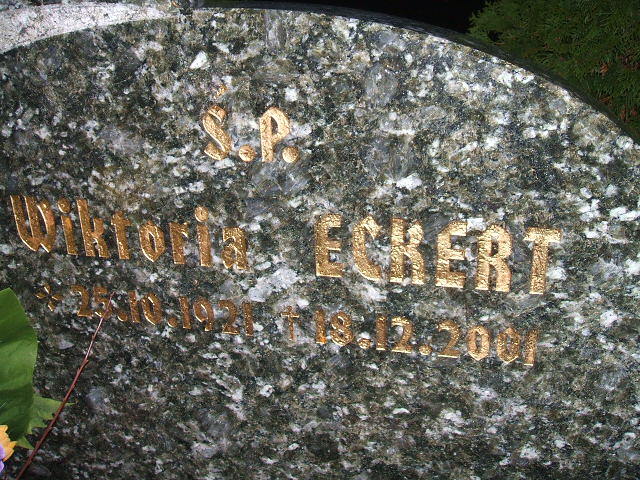 Ś.P.
Wiktoria ECKERT
* 25.10.1921 † 18.12.2001